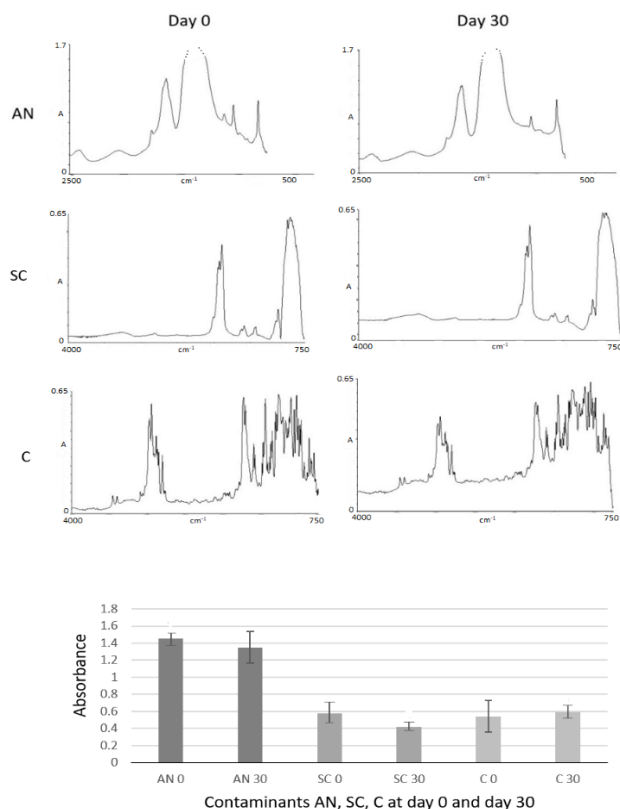 Day 0 Day 30
AN
1.7
A
0
2500 cm⁻¹ 500
1.7
A
0
2500 cm⁻¹ 500
SC
0.65
A
0
4000 cm⁻¹ 750
0.65
A
0
4000 cm⁻¹ 750
C
0.65
A
0
4000 cm⁻¹ 750
0.65
A
0
4000 cm⁻¹ 750
Absorbance
1.8
1.6
1.4
1.2
1
0.8
0.6
0.4
0.2
0
AN 0 AN 30 SC 0 SC 30 C 0 C 30
Contaminants AN, SC, C at day 0 and day 30